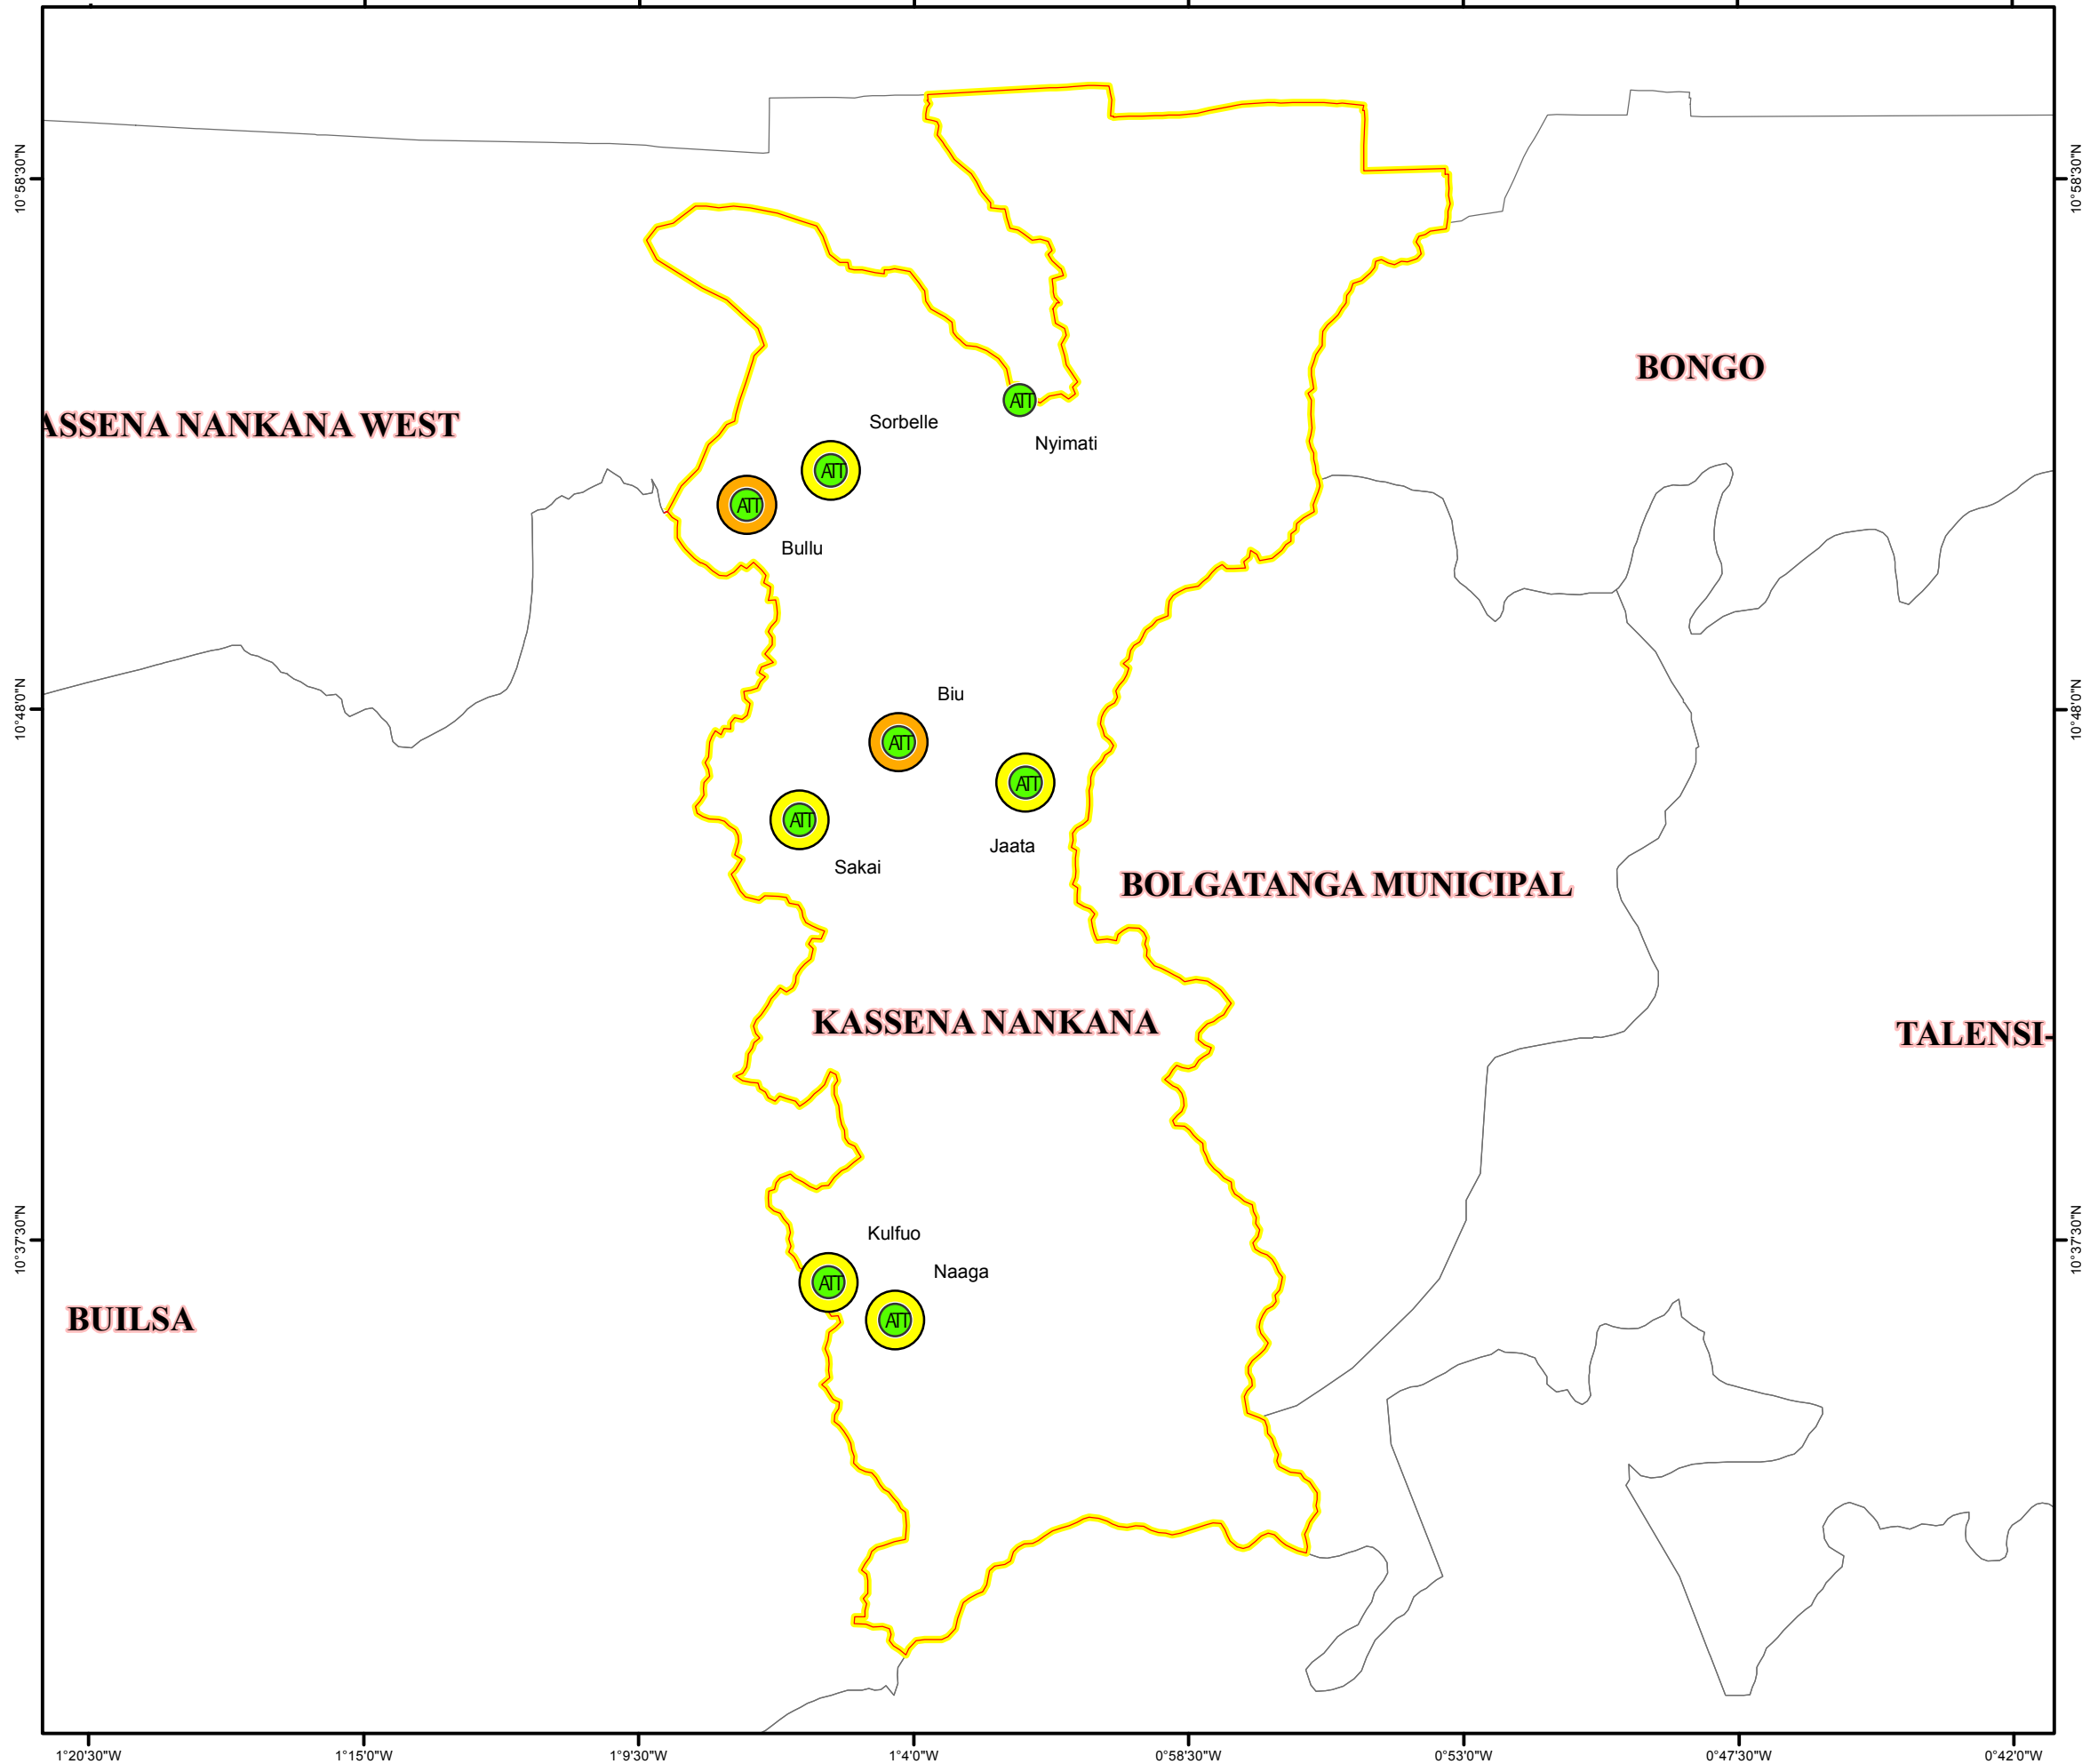 10°58'30"N
10°58'30"N
BONGO
ASSENA NANKANA WEST
Sorbelle
Nyimati
ATT
ATT
ATT
Bullu
Biu
10°48'0"N
10°48'0"N
ATT
ATT
ATT
Jaata
Sakai
BOLGATANGA MUNICIPAL
KASSENA NANKANA
TALENSI-
10°37'30"N
10°37'30"N
Kulfuo
Naaga
ATT
ATT
BUILSA
1°20'30"W
1°15'0"W
1°9'30"W
1°4'0"W
0°58'30"W
0°53'0"W
0°47'30"W
0°42'0"W